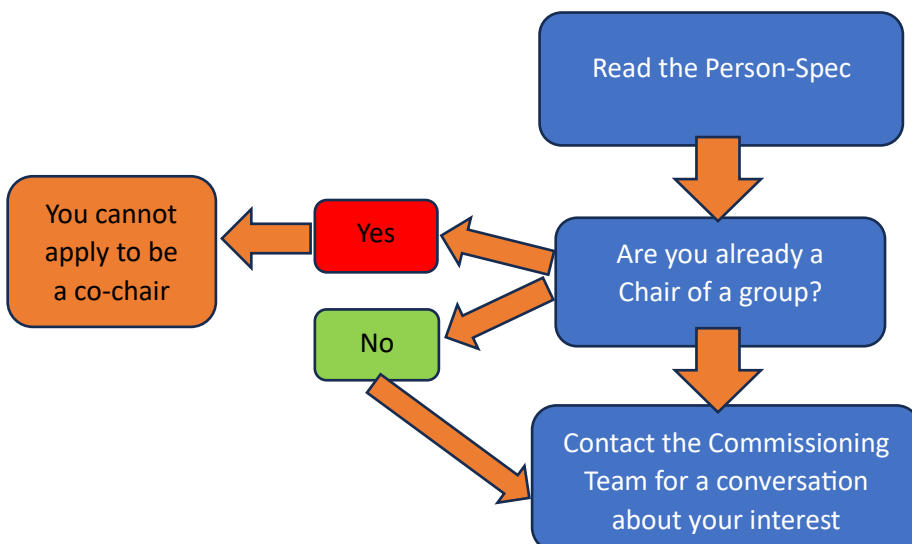 Read the Person-Spec
You cannot
apply to be
a co-chair
Yes
Are you already a
Chair of a group?
No
Contact the Commissioning
Team for a conversation
about your interest